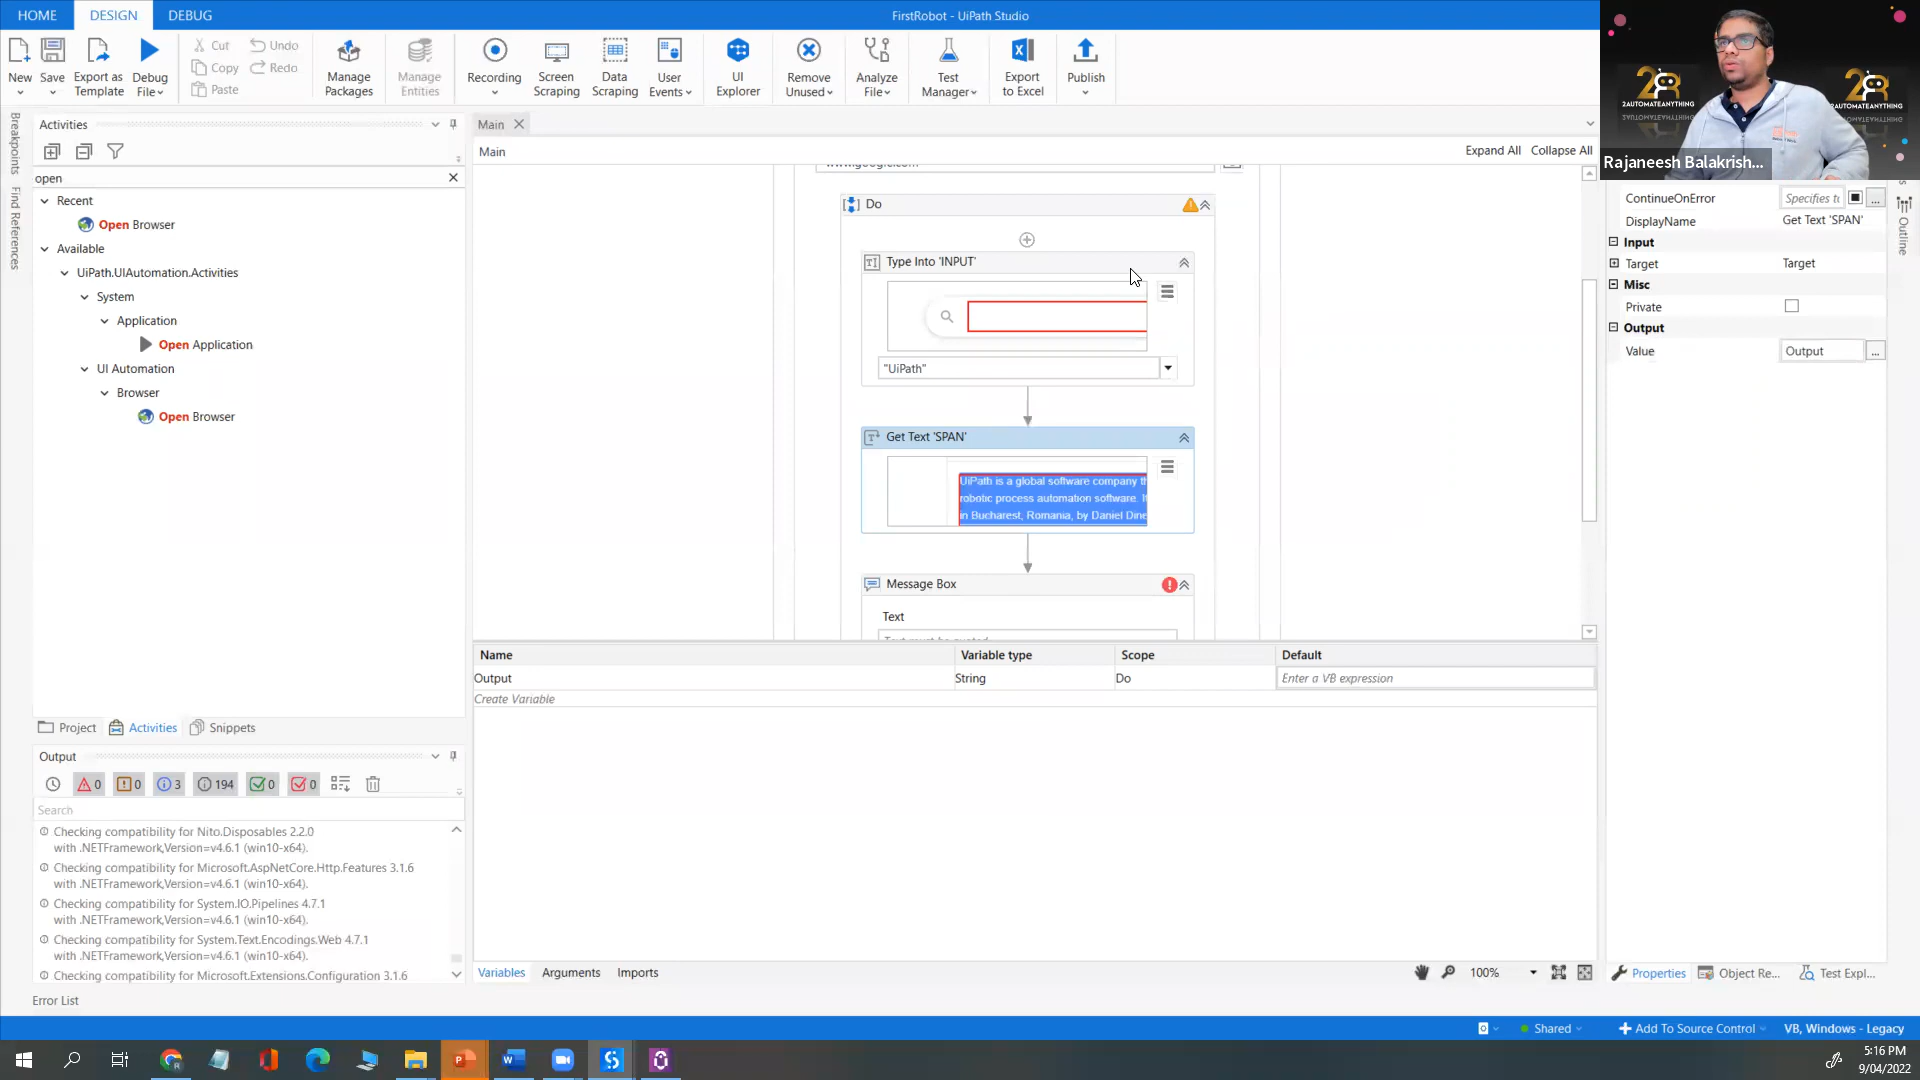 HOME DESIGN DEBUG FirstRobot - UiPath Studio
New Save Export as Template Debug File Cut Copy Paste Undo Redo Manage Packages Manage Entities Recording Screen Scraping Data Scraping User Events UI Explorer Remove Unused Analyze File Test Manager Export to Excel Publish
2AUTOMATEANYTHING
2AUTOMATEANYTHING
Rajaneesh Balakrish...
Breakpoints
Find References
Activities
open
Recent
Open Browser
Available
UiPath.UIAutomation.Activities
System
Application
Open Application
UI Automation
Browser
Open Browser
Project Activities Snippets
Output
0 0 3 194 0 0
Search
Checking compatibility for Nito.Disposables 2.2.0
with .NETFramework,Version=v4.6.1 (win10-x64).
Checking compatibility for Microsoft.AspNetCore.Http.Features 3.1.6
with .NETFramework,Version=v4.6.1 (win10-x64).
Checking compatibility for System.IO.Pipelines 4.7.1
with .NETFramework,Version=v4.6.1 (win10-x64).
Checking compatibility for System.Text.Encodings.Web 4.7.1
with .NETFramework,Version=v4.6.1 (win10-x64).
Checking compatibility for Microsoft.Extensions.Configuration 3.1.6
Error List
Main
Main Expand All Collapse All
Do
Type Into 'INPUT'
"UiPath"
Get Text 'SPAN'
UiPath is a global software company th
robotic process automation software. I
in Bucharest, Romania, by Daniel Dine
Message Box
Text
Name Variable type Scope Default
Output String Do Enter a VB expression
Create Variable
Variables Arguments Imports 100%
ContinueOnError Specifies t
DisplayName Get Text 'SPAN'
Input
Target Target
Misc
Private
Output
Value Output ...
Outline
Properties Object Re... Test Expl...
Shared Add To Source Control VB, Windows - Legacy
5:16 PM
9/04/2022